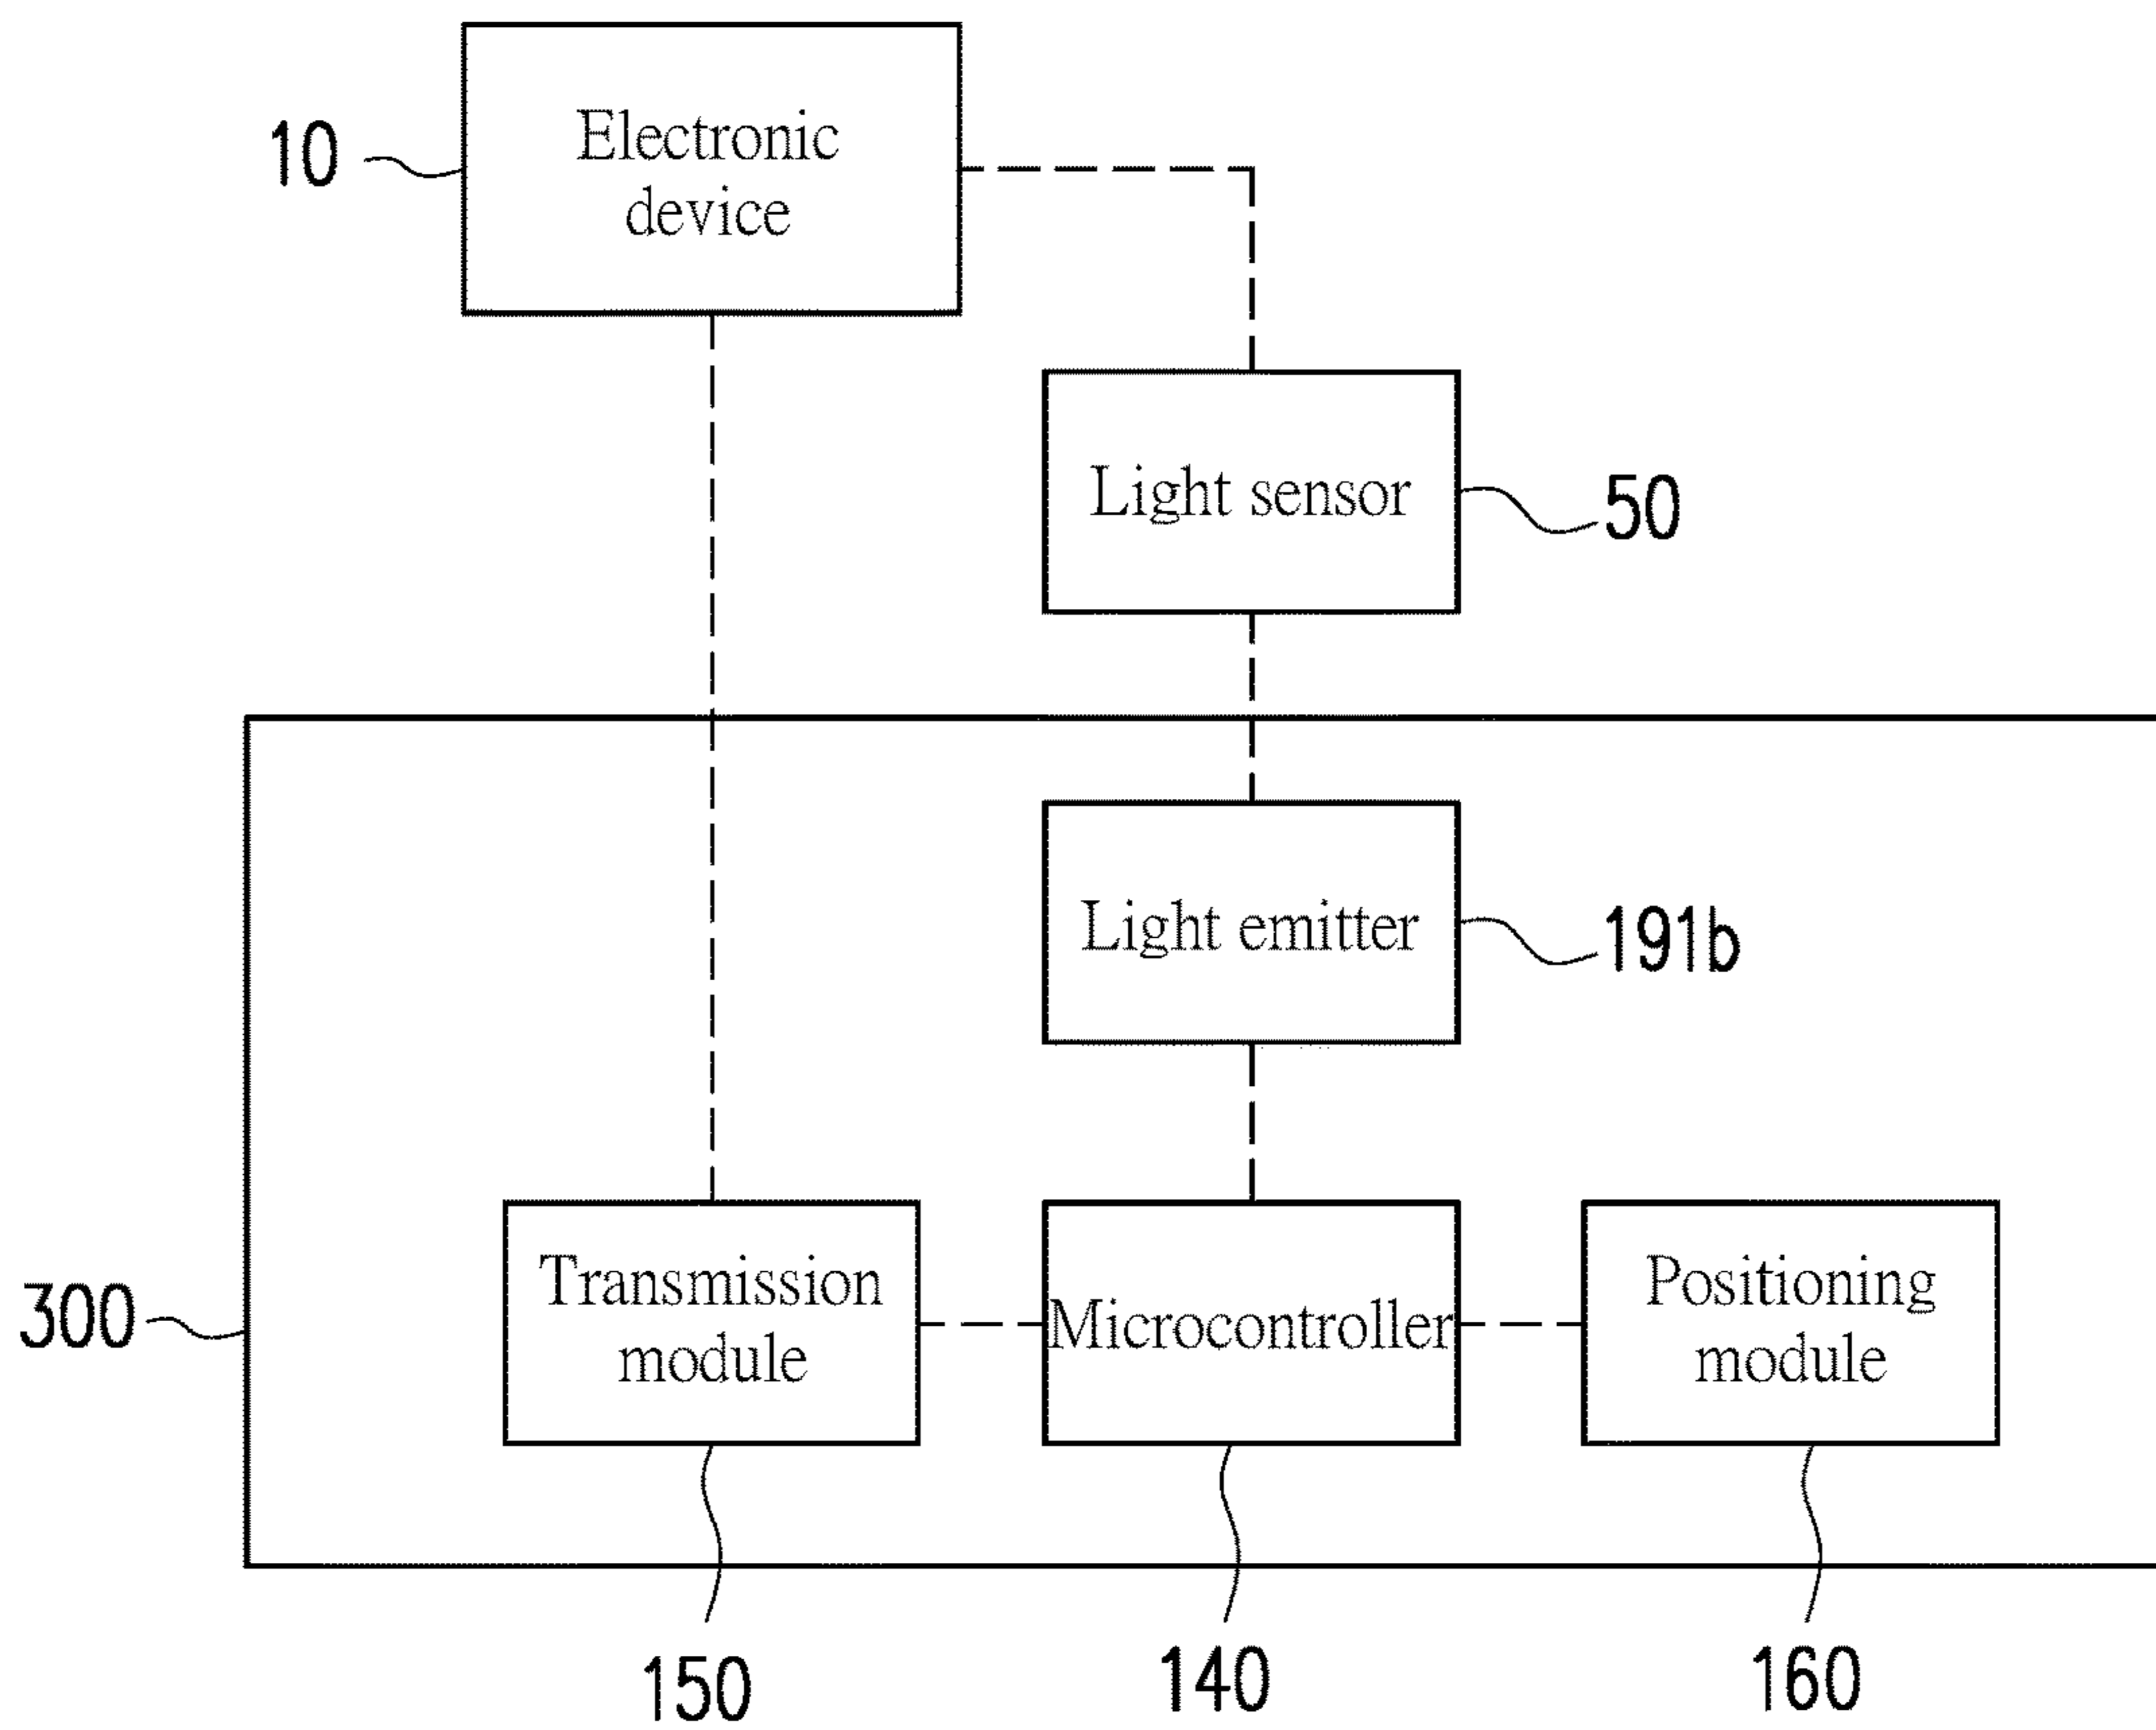 10
Electronic
device
Light sensor
50
Light emitter
191b
300
Transmission
module
Microcontroller
Positioning
module
150
140
160